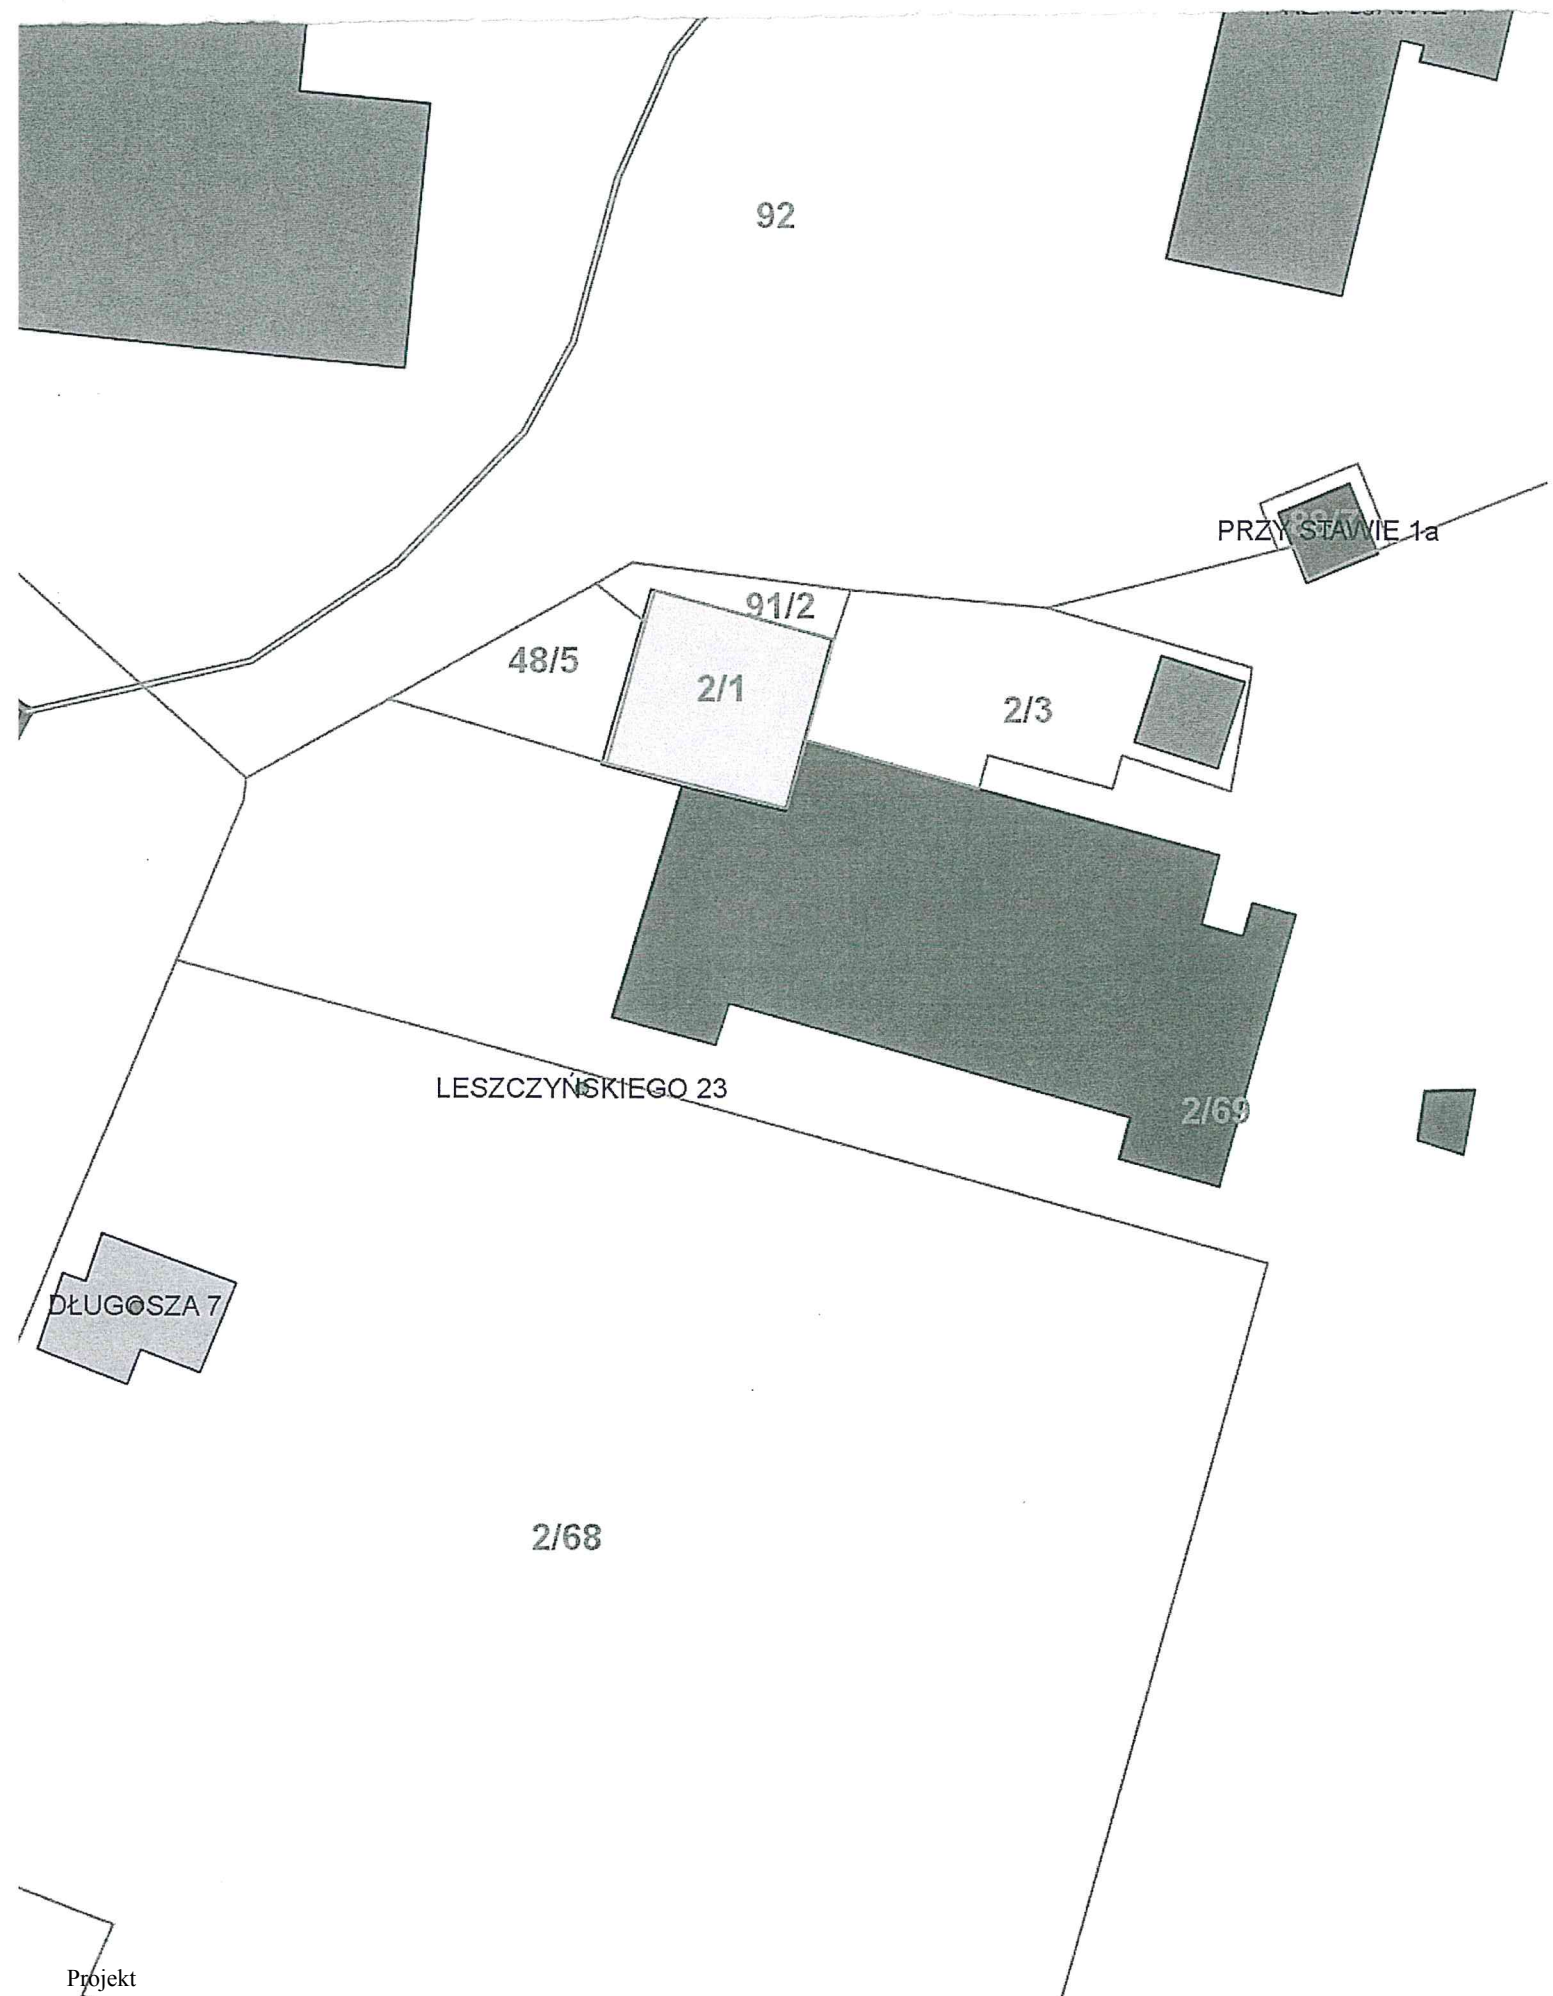 92
PRZY STAWIE 1a
91/2
48/5
2/1
2/3
LESZCZYŃSKIEGO 23
2/69
DŁUGOSZA 7
2/68
Projekt